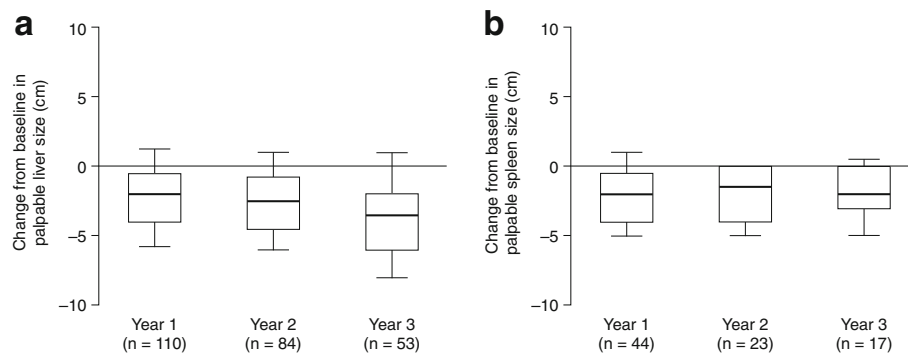 a
Change from baseline in
palpable liver size (cm)
10
5
0
−5
−10
Year 1
(n = 110)
Year 2
(n = 84)
Year 3
(n = 53)
b
Change from baseline in
palpable spleen size (cm)
10
5
0
−5
−10
Year 1
(n = 44)
Year 2
(n = 23)
Year 3
(n = 17)